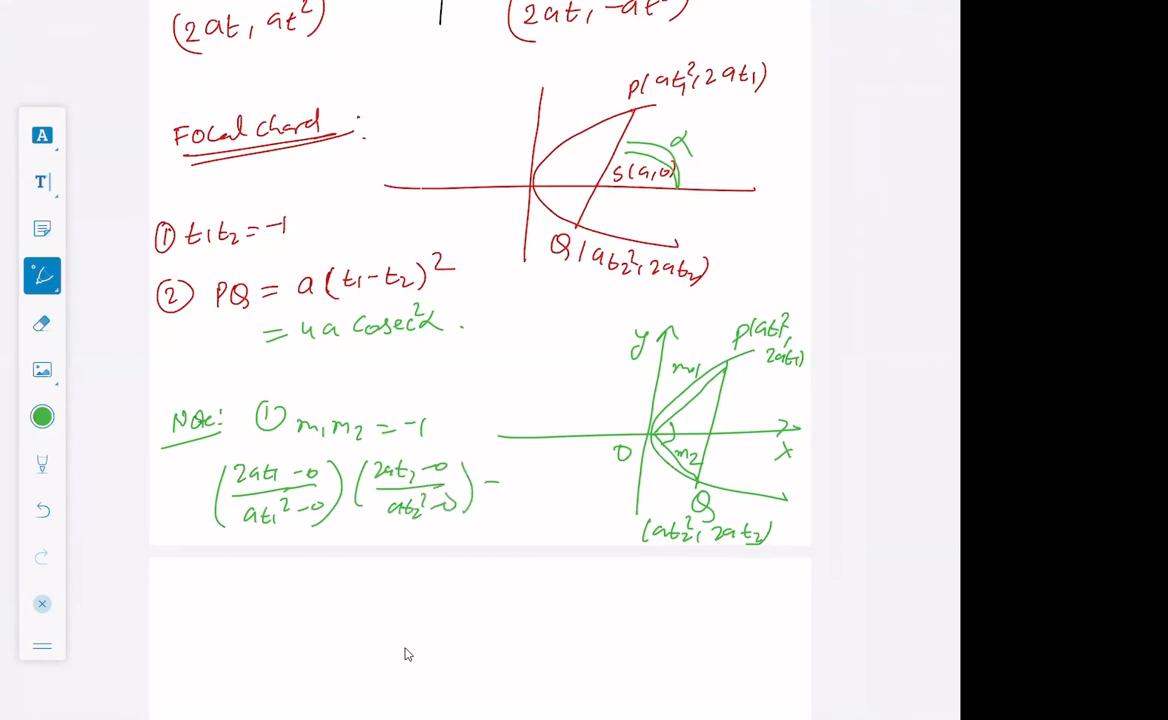 (2at, at²)
(2at, -at²)
P(at₁², 2at₁)
Focal chord :
α
S(a,0)
① t₁t₂ = -1
Q(at₂², 2at₂)
② PQ = a(t₁-t₂)²
= 4a cosec²α .
y
P(at₁²,
2at₁)
m₁
Note: ① m₁m₂ = -1
O
m₂
x
(2at₁-0 / at₁²-0) (2at₂-0 / at₂²-0) =
Q
(at₂², 2at₂)
A
T